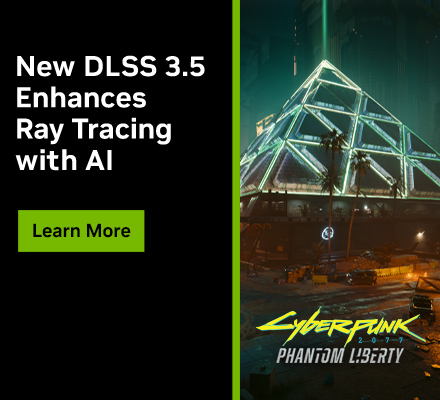 New DLSS 3.5
Enhances
Ray Tracing
with AI
Learn More
Cyberpunk
2077
PHANTOM LIBERTY